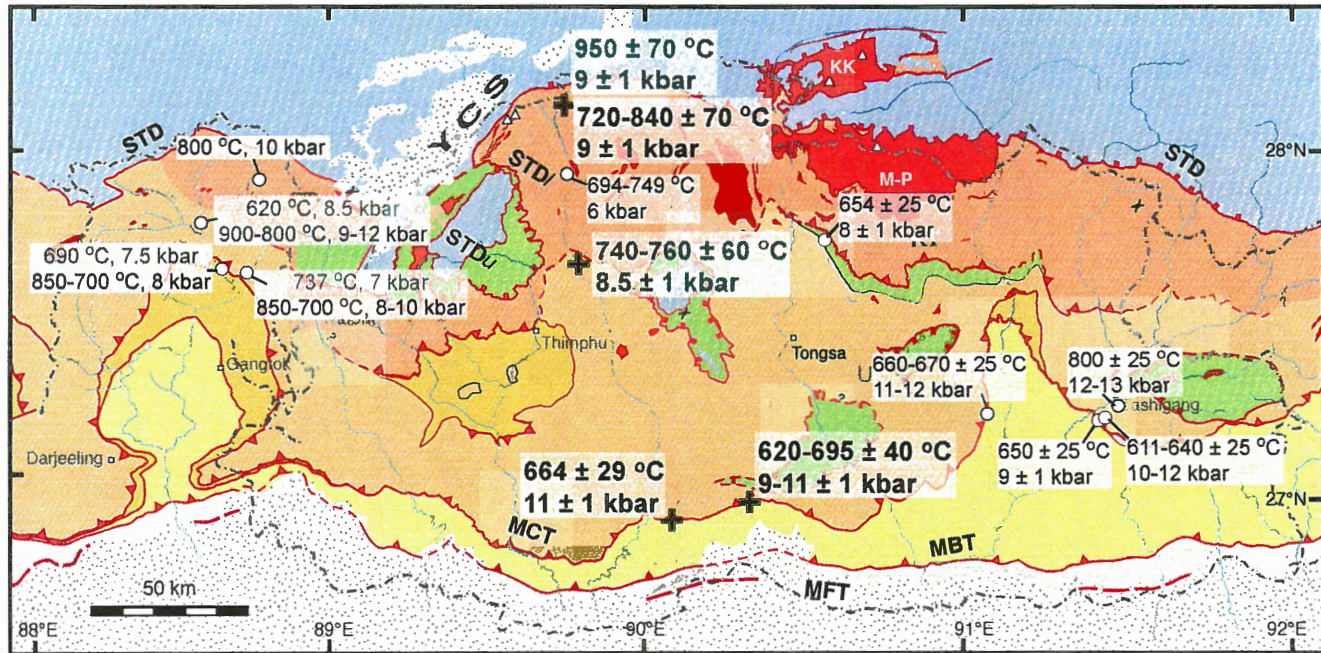 950 ± 70 °C
9 ± 1 kbar
KK
720-840 ± 70 °C
9 ± 1 kbar
YCS
STD
800 °C, 10 kbar
STD/
694-749 °C
6 kbar
M-P
STD
28°N
654 ± 25 °C
8 ± 1 kbar
620 °C, 8.5 kbar
900-800 °C, 9-12 kbar
STDu
740-760 ± 60 °C
8.5 ± 1 kbar
690 °C, 7.5 kbar
850-700 °C, 8 kbar
737 °C, 7 kbar
850-700 °C, 8-10 kbar
Thimphu
Tongsa
Gangtok
U
660-670 ± 25 °C
11-12 kbar
800 ± 25 °C
12-13 kbar
ashigang
Darjeeling
664 ± 29 °C
11 ± 1 kbar
620-695 ± 40 °C
9-11 ± 1 kbar
650 ± 25 °C
9 ± 1 kbar
611-640 ± 25 °C
10-12 kbar
27°N
MCT
MBT
MFT
50 km
88°E
89°E
90°E
91°E
92°E